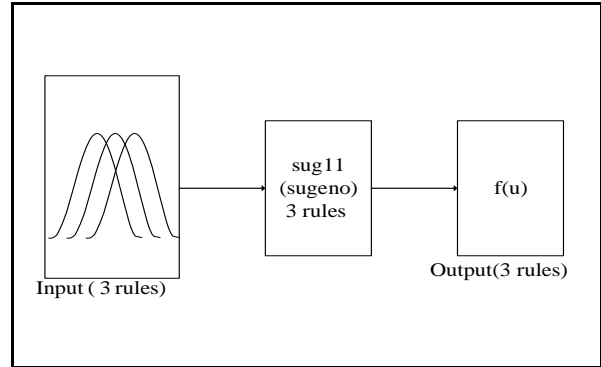 sug11
(sugeno)
3 rules
f(u)
Input ( 3 rules)
Output(3 rules)